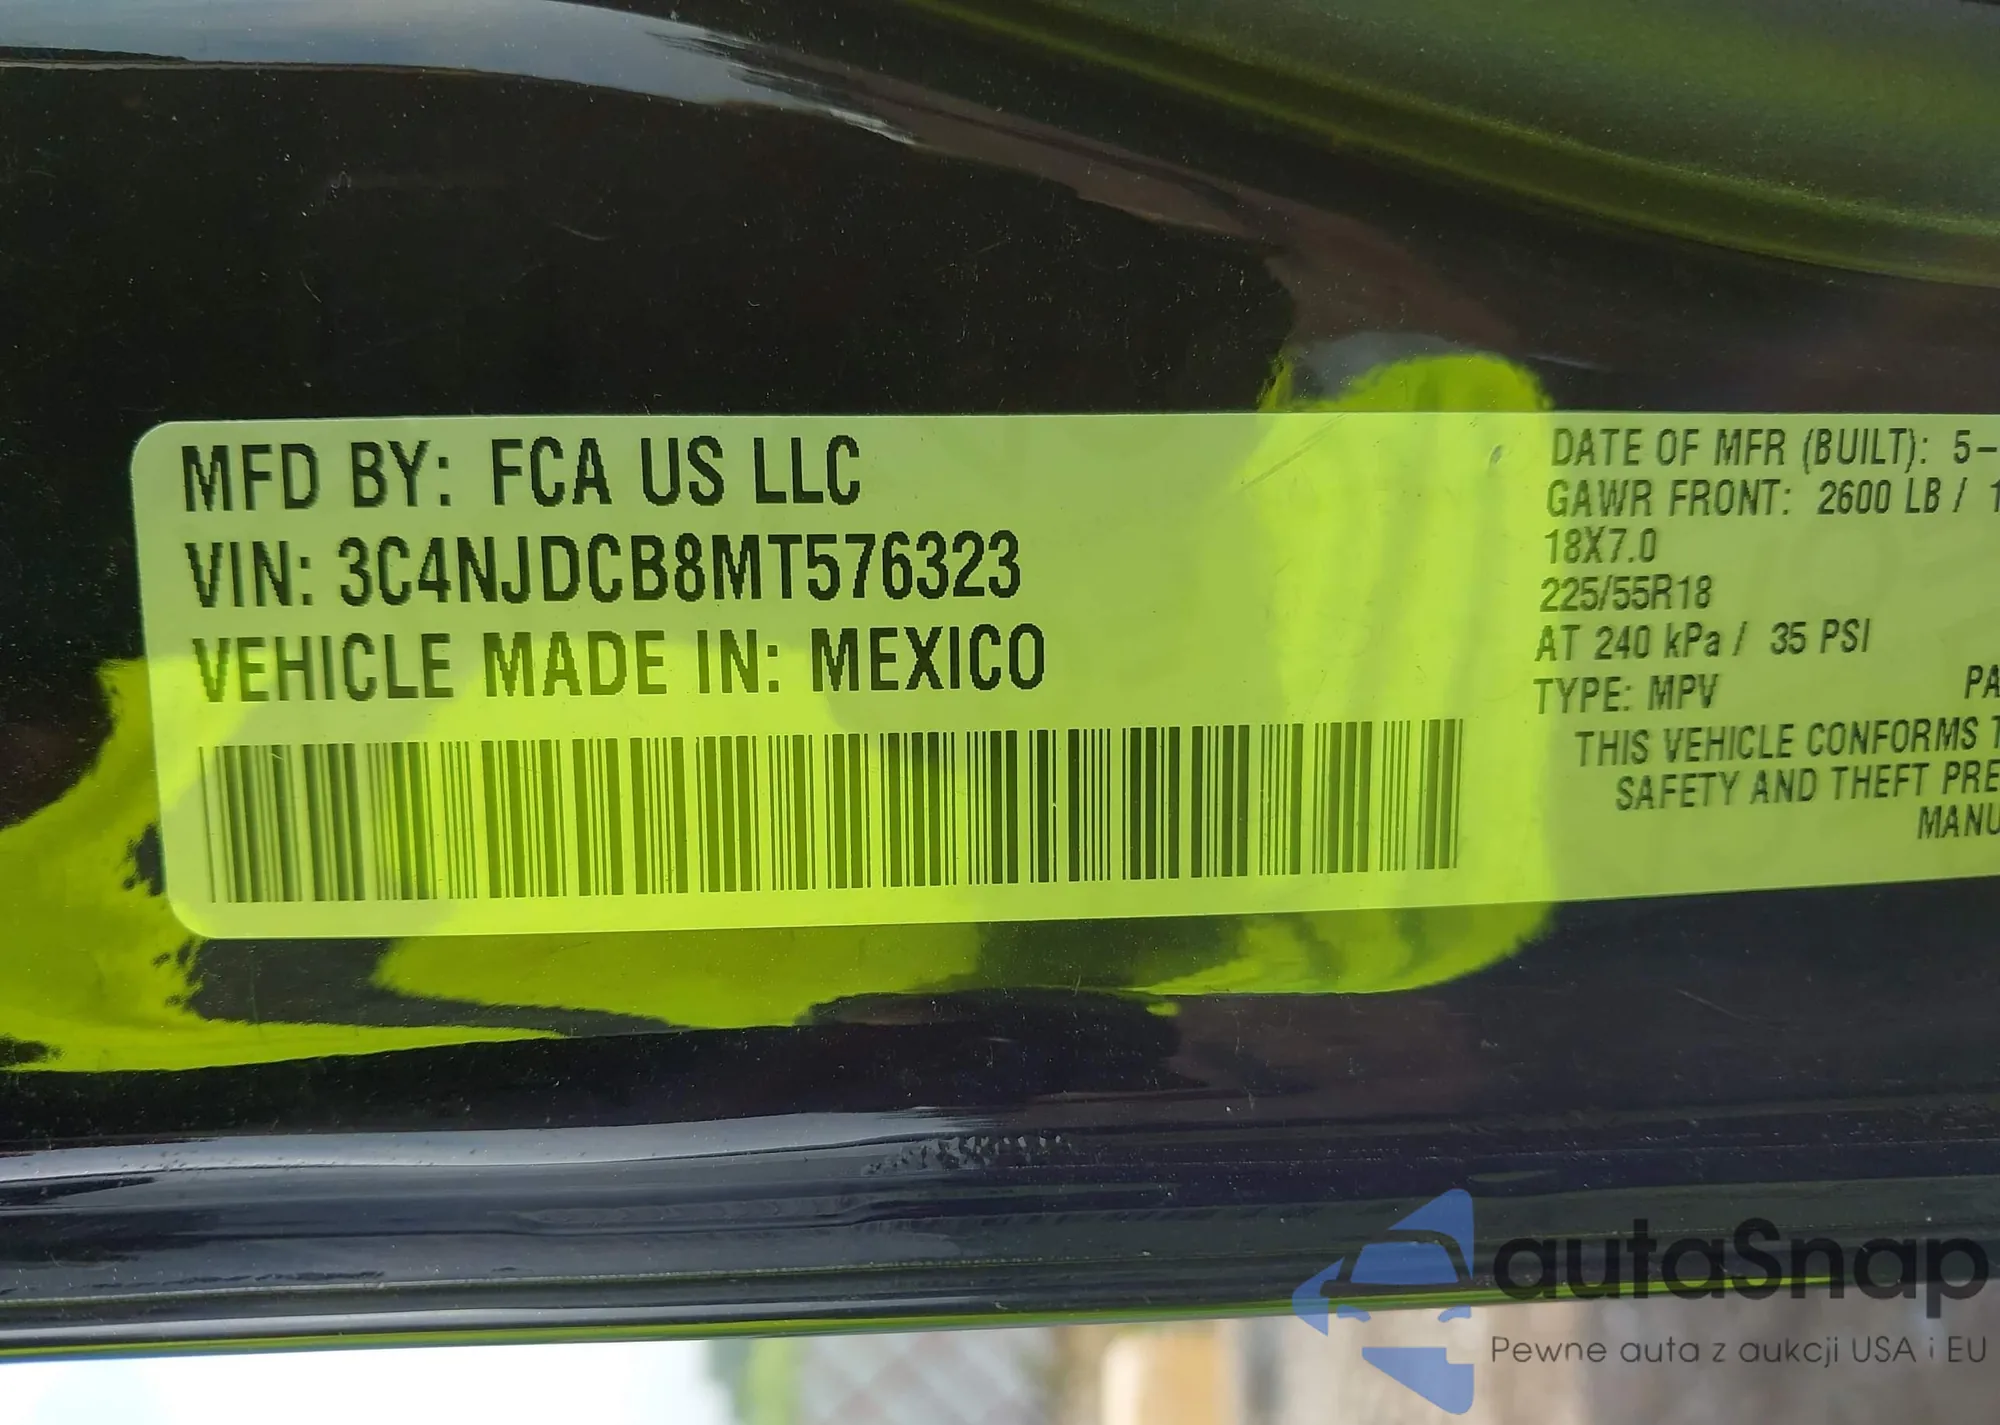 MFD BY: FCA US LLC
VIN: 3C4NJDCB8MT576323
VEHICLE MADE IN: MEXICO
DATE OF MFR (BUILT): 5-
GAWR FRONT: 2600 LB /
18X7.0
225/55R18
AT 240 kPa / 35 PSI
TYPE: MPV
THIS VEHICLE CONFORMS
SAFETY AND THEFT
autaSnap
Pewne auta z aukcji USA i EU